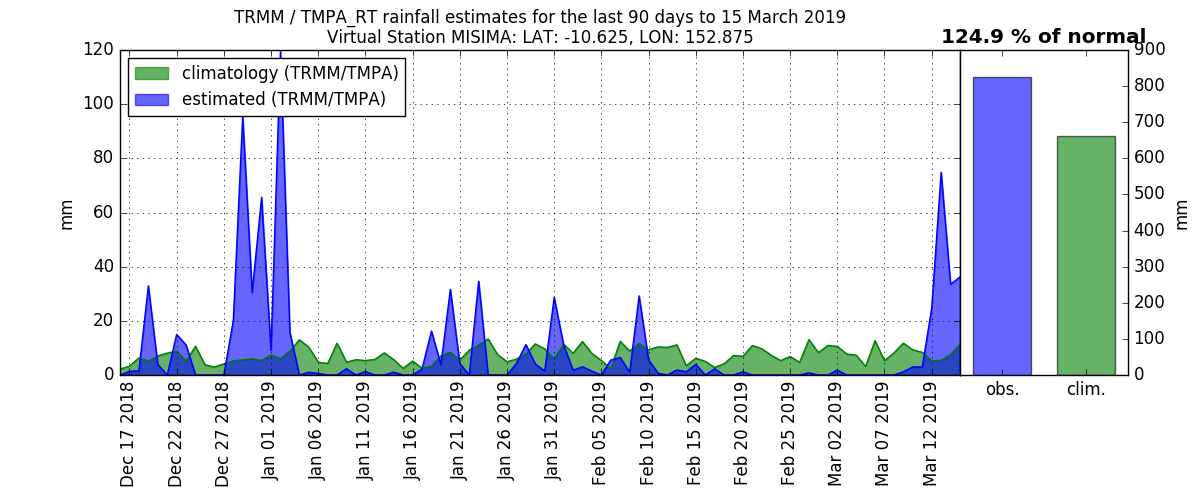 TRMM / TMPA_RT rainfall estimates for the last 90 days to 15 March 2019
Virtual Station MISIMA: LAT: -10.625, LON: 152.875
124.9 % of normal
climatology (TRMM/TMPA)
estimated (TRMM/TMPA)
120
100
80
60
40
20
0
mm
Dec 17 2018
Dec 22 2018
Dec 27 2018
Jan 01 2019
Jan 06 2019
Jan 11 2019
Jan 16 2019
Jan 21 2019
Jan 26 2019
Jan 31 2019
Feb 05 2019
Feb 10 2019
Feb 15 2019
Feb 20 2019
Feb 25 2019
Mar 02 2019
Mar 07 2019
Mar 12 2019
obs.
clim.
900
800
700
600
500
400
300
200
100
0
mm